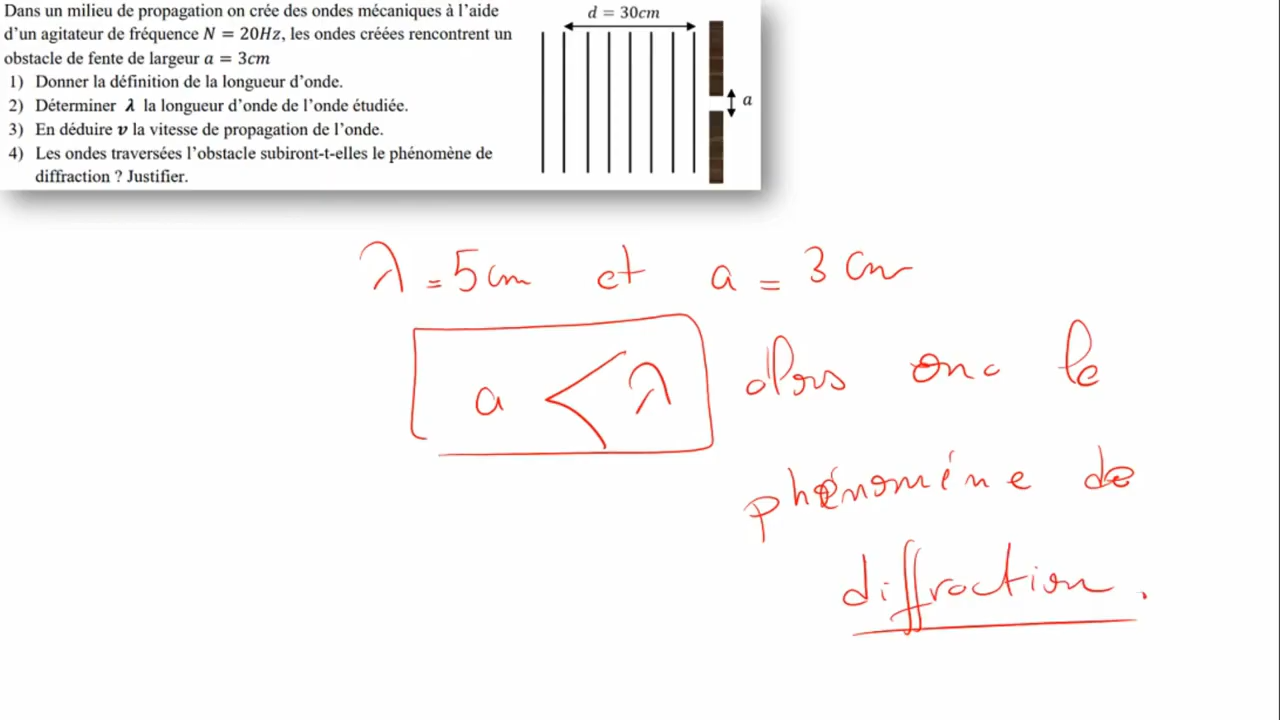 Dans un milieu de propagation on crée des ondes mécaniques à l'aide
d'un agitateur de fréquence N = 20Hz, les ondes créées rencontrent un
obstacle de fente de largeur a = 3cm
1) Donner la définition de la longueur d'onde.
2) Déterminer λ la longueur d'onde de l'onde étudiée.
3) En déduire v la vitesse de propagation de l'onde.
4) Les ondes traversées l'obstacle subiront-t-elles le phénomène de
diffraction ? Justifier.
d = 30cm
a
λ = 5cm et a = 3 cm
a < λ alors on a le
phénoméne de
diffraction.